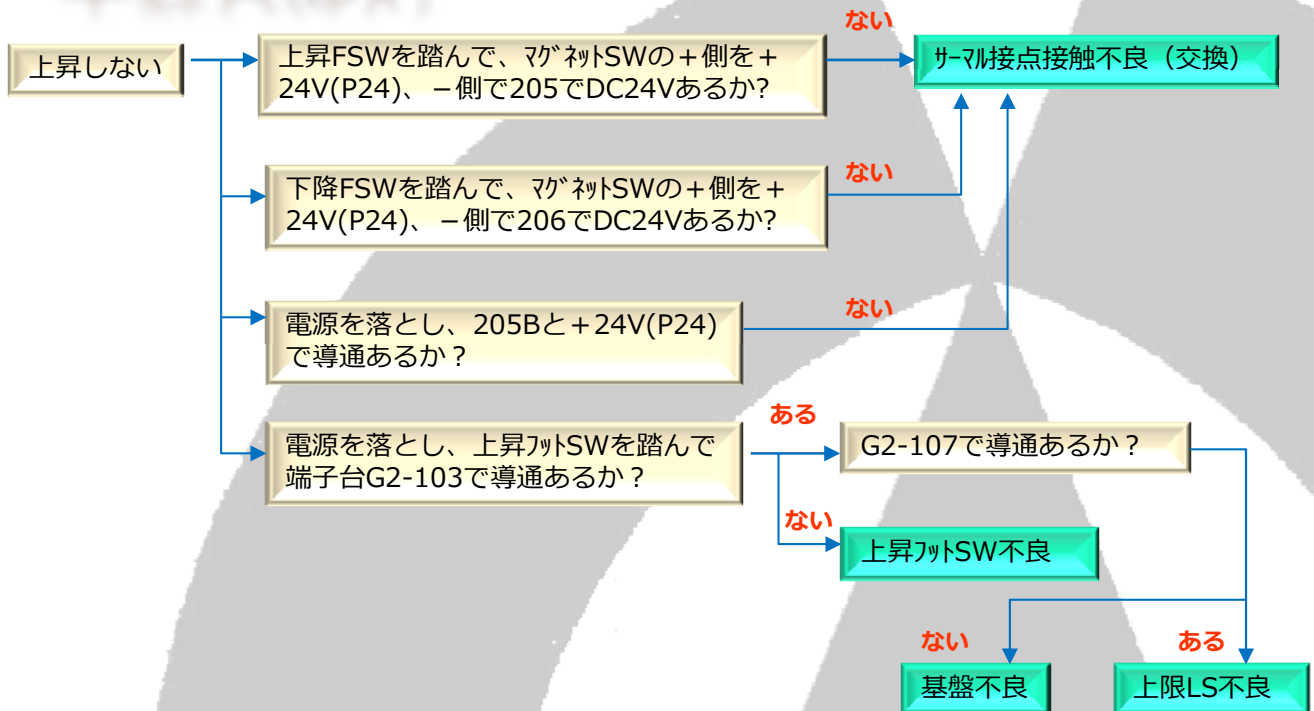 上昇しない
上昇FSWを踏んで、ﾏｸﾞﾈｯﾄSWの＋側を＋
24V(P24)、－側で205でDC24Vあるか?
ない
ｻｰﾏﾙ接点接触不良（交換）
下降FSWを踏んで、ﾏｸﾞﾈｯﾄSWの＋側を＋
24V(P24)、－側で206でDC24Vあるか?
ない
電源を落とし、205Bと＋24V(P24)
で導通あるか？
ない
電源を落とし、上昇ﾌｯﾄSWを踏んで
端子台G2-103で導通あるか？
ある
G2-107で導通あるか？
ない
上昇ﾌｯﾄSW不良
ない
基盤不良
ある
上限LS不良